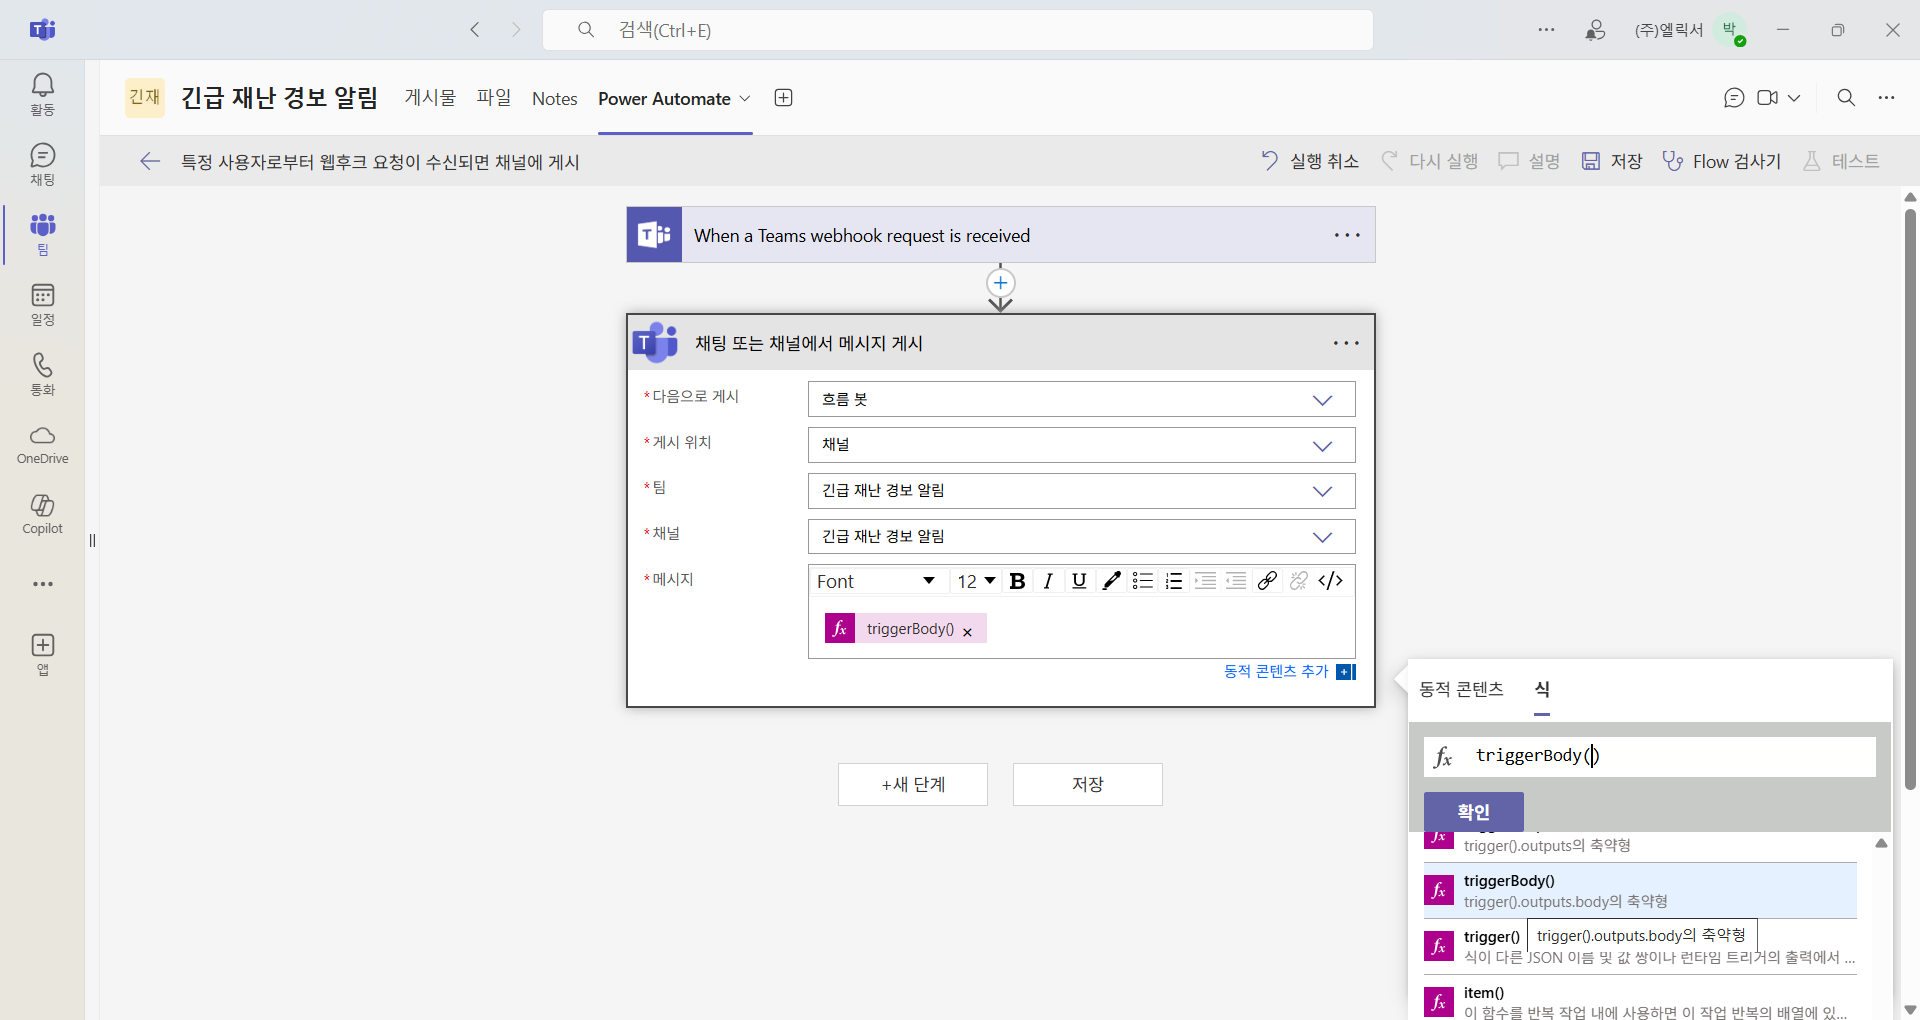 검색(Ctrl+E)
(주)엘릭서
박
활동
채팅
팀
일정
통화
OneDrive
Copilot
앱
긴재
긴급 재난 경보 알림
게시물
파일
Notes
Power Automate
특정 사용자로부터 웹후크 요청이 수신되면 채널에 게시
실행 취소
다시 실행
설명
저장
Flow 검사기
테스트
When a Teams webhook request is received
채팅 또는 채널에서 메시지 게시
*다음으로 게시
흐름 봇
*게시 위치
채널
*팀
긴급 재난 경보 알림
*채널
긴급 재난 경보 알림
*메시지
Font
12
B
I
U
fx
triggerBody()
동적 콘텐츠 추가
+새 단계
저장
동적 콘텐츠
식
fx
triggerBody()
확인
fx
trigger().outputs의 축약형
fx
triggerBody()
trigger().outputs.body의 축약형
fx
trigger()
trigger().outputs.body의 축약형
식이 다른 JSON 이름 및 값 쌍이나 런타임 트리거의 출력에서 ...
fx
item()
이 함수를 반복 작업 내에 사용하면 이 작업 반복의 배열에 있...